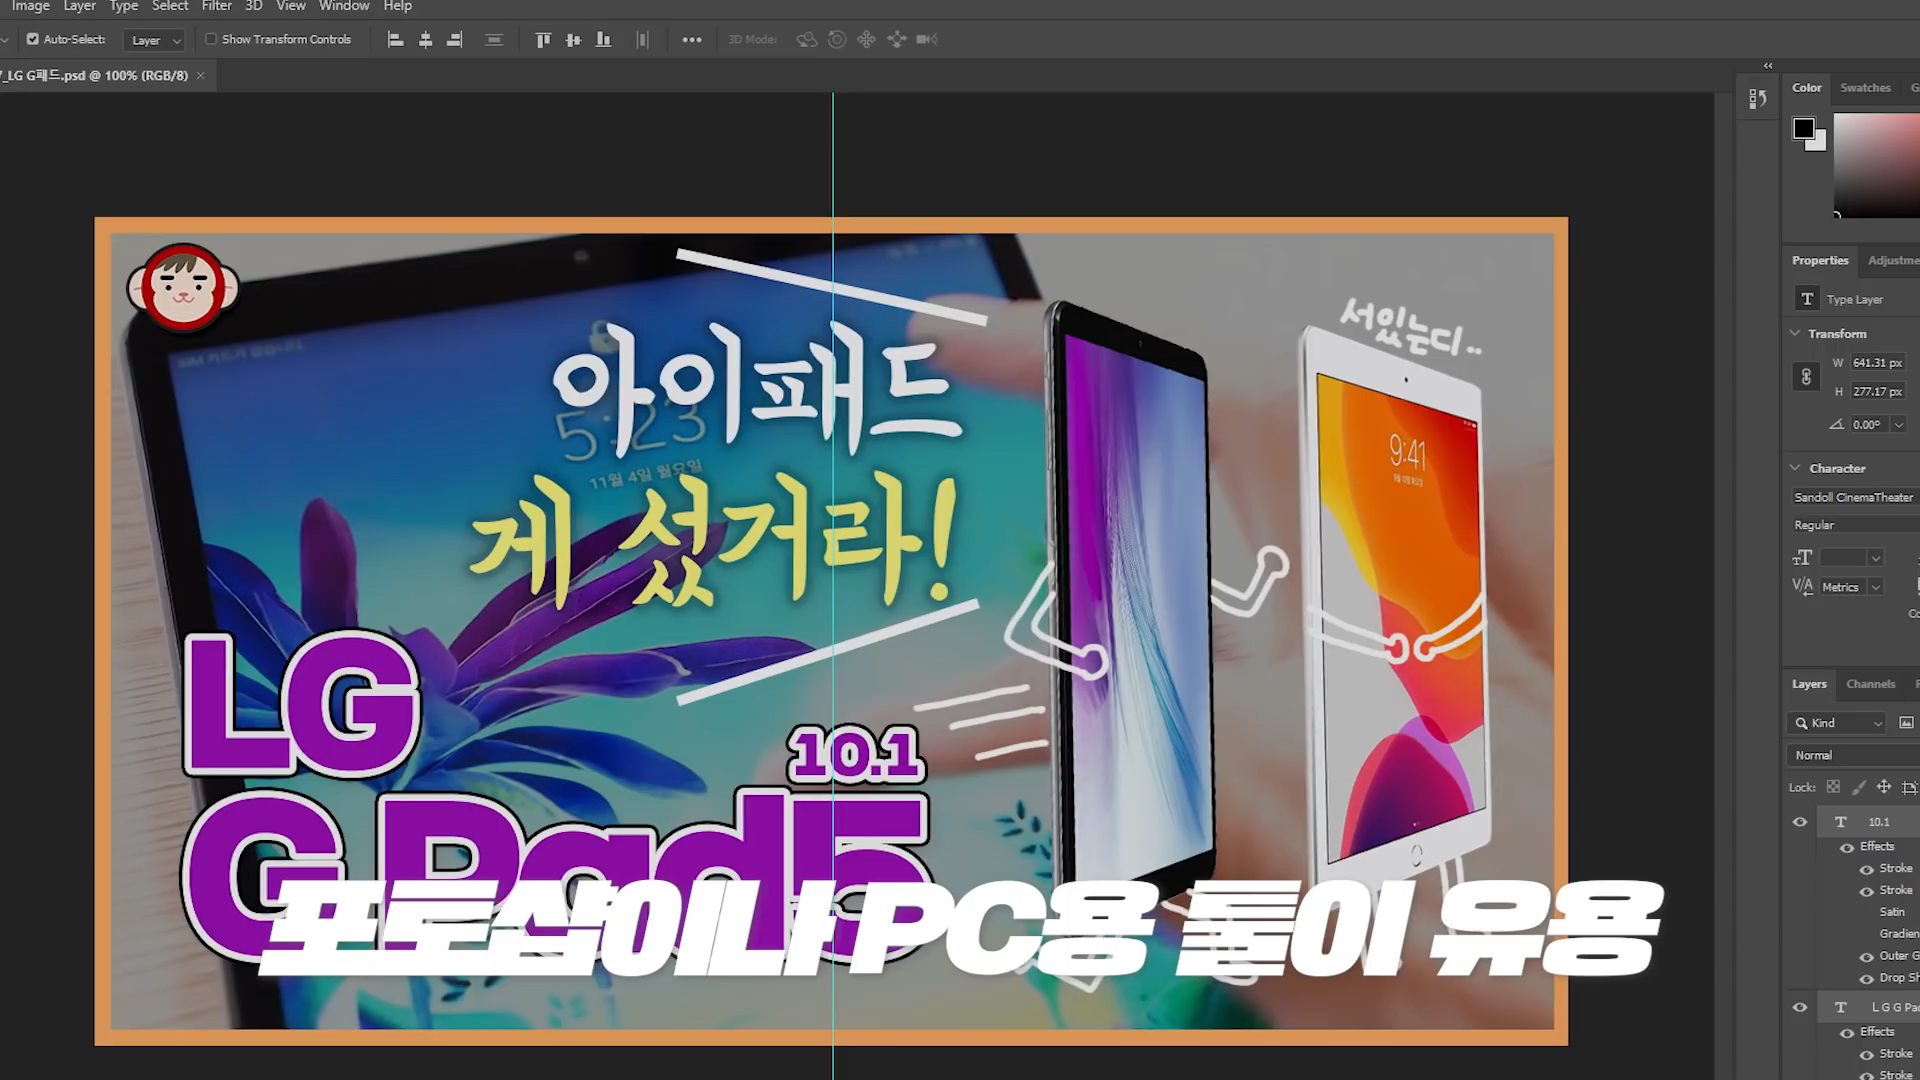 Image Layer Type Select Filter 3D View Window Help
Auto-Select: Layer Show Transform Controls 3D Mode:
_LG G패드.psd @ 100% (RGB/8) ×
Color Swatches
Properties Adjustme
T Type Layer
Transform
W 641.31 px
H 277.17 px
0.00°
Character
Sandoll CinemaTheater
Regular
Metrics
Layers Channels
Kind
Normal
Lock:
T 10.1
Effects
Stroke
Stroke
Satin
Gradien
Outer G
Drop Sh
T L G G Pad
Effects
Stroke
Stroke
서있는디..
아이패드
5:23
11월 4일 월요일
게 섰거라!
9:41
LG
10.1
G Pad5
포토샵이나 PC용 툴이 유용